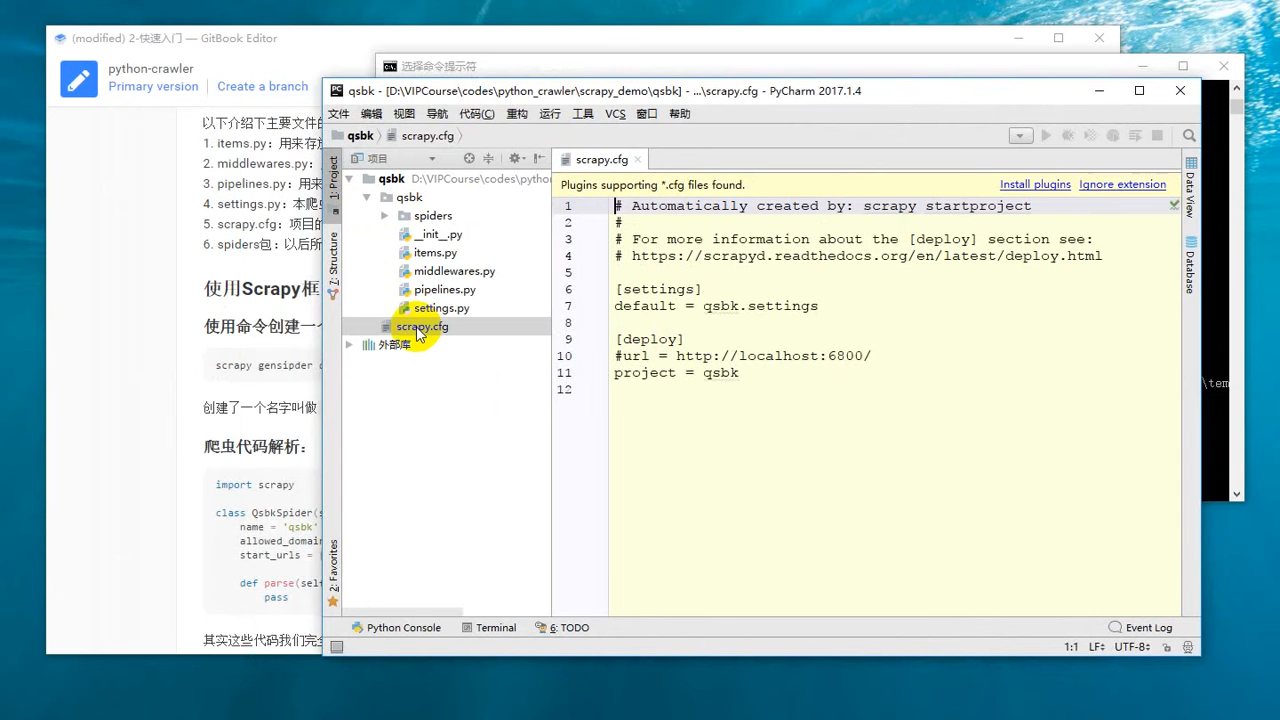 (modified) 2-快速入门 — GitBook Editor
python-crawler
Primary version
Create a branch
选择命令提示符
以下介绍下主要文件的
1. items.py：用来存放
2. middlewares.py：
3. pipelines.py：用来
4. settings.py：本爬
5. scrapy.cfg：项目的
6. spiders包：以后所
使用Scrapy框
使用命令创建一个
scrapy gensipder c
创建了一个名字叫做
爬虫代码解析：
import scrapy
class QsbkSpider(s
name = 'qsbk'
allowed_domai
start_urls = [
def parse(sel
pass
其实这些代码我们完全
qsbk - [D:\VIPCourse\codes\python_crawler\scrapy_demo\qsbk] - ...\scrapy.cfg - PyCharm 2017.1.4
文件 编辑 视图 导航 代码(C) 重构 运行 工具 VCS 窗口 帮助
qsbk scrapy.cfg
1: Project
7: Structure
2: Favorites
项目
qsbk D:\VIPCourse\codes\python
qsbk
spiders
__init__.py
items.py
middlewares.py
pipelines.py
settings.py
scrapy.cfg
外部库
scrapy.cfg
Plugins supporting *.cfg files found.
Install plugins
Ignore extension
1 # Automatically created by: scrapy startproject
2 #
3 # For more information about the [deploy] section see:
4 # https://scrapyd.readthedocs.org/en/latest/deploy.html
5
6 [settings]
7 default = qsbk.settings
8
9 [deploy]
10 #url = http://localhost:6800/
11 project = qsbk
12
Data View
Database
\tem
Python Console
Terminal
6: TODO
Event Log
1:1 LF÷ UTF-8÷